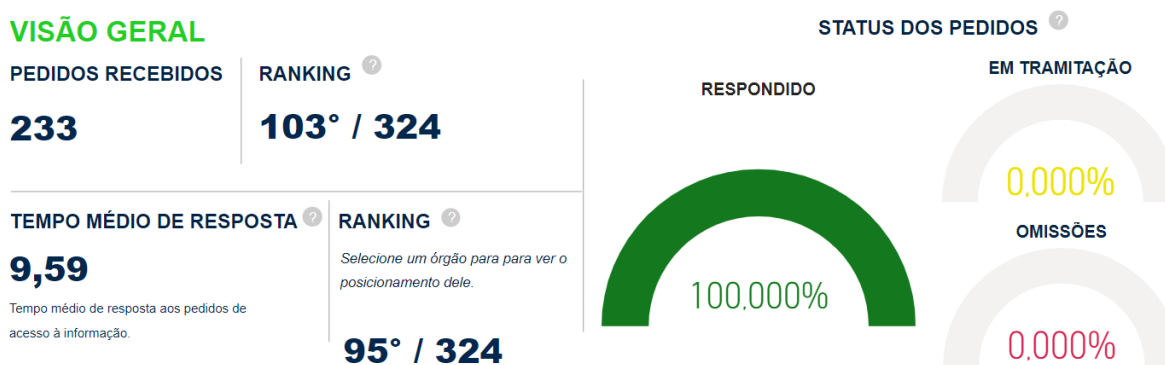 VISÃO GERAL
PEDIDOS RECEBIDOS
233
RANKING ?
103° / 324
TEMPO MÉDIO DE RESPOSTA ?
9,59
Tempo médio de resposta aos pedidos de
acesso à informação.
RANKING ?
Selecione um órgão para para ver o
posicionamento dele.
95° / 324
STATUS DOS PEDIDOS ?
RESPONDIDO
100,000%
EM TRAMITAÇÃO
0,000%
OMISSÕES
0,000%